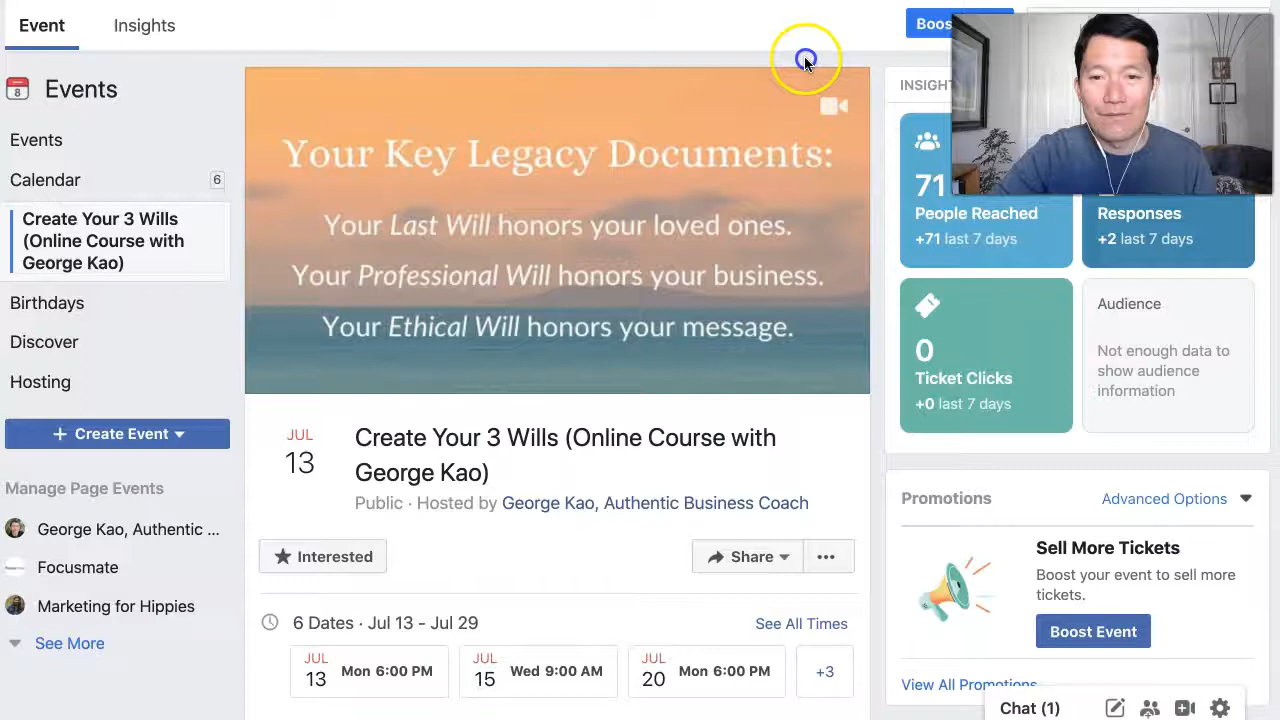 Event
Insights
Boos
8
Events
Events
Calendar
6
Create Your 3 Wills
(Online Course with
George Kao)
Birthdays
Discover
Hosting
+ Create Event
Manage Page Events
George Kao, Authentic ...
Focusmate
Marketing for Hippies
See More
Your Key Legacy Documents:
Your Last Will honors your loved ones.
Your Professional Will honors your business.
Your Ethical Will honors your message.
JUL
13
Create Your 3 Wills (Online Course with
George Kao)
Public · Hosted by George Kao, Authentic Business Coach
Interested
Share
6 Dates · Jul 13 - Jul 29
See All Times
JUL
13
Mon 6:00 PM
JUL
15
Wed 9:00 AM
JUL
20
Mon 6:00 PM
+3
INSIGHT
71
People Reached
+71 last 7 days
Responses
+2 last 7 days
0
Ticket Clicks
+0 last 7 days
Audience
Not enough data to
show audience
information
Promotions
Advanced Options
Sell More Tickets
Boost your event to sell more
tickets.
Boost Event
View All Promotions
Chat (1)